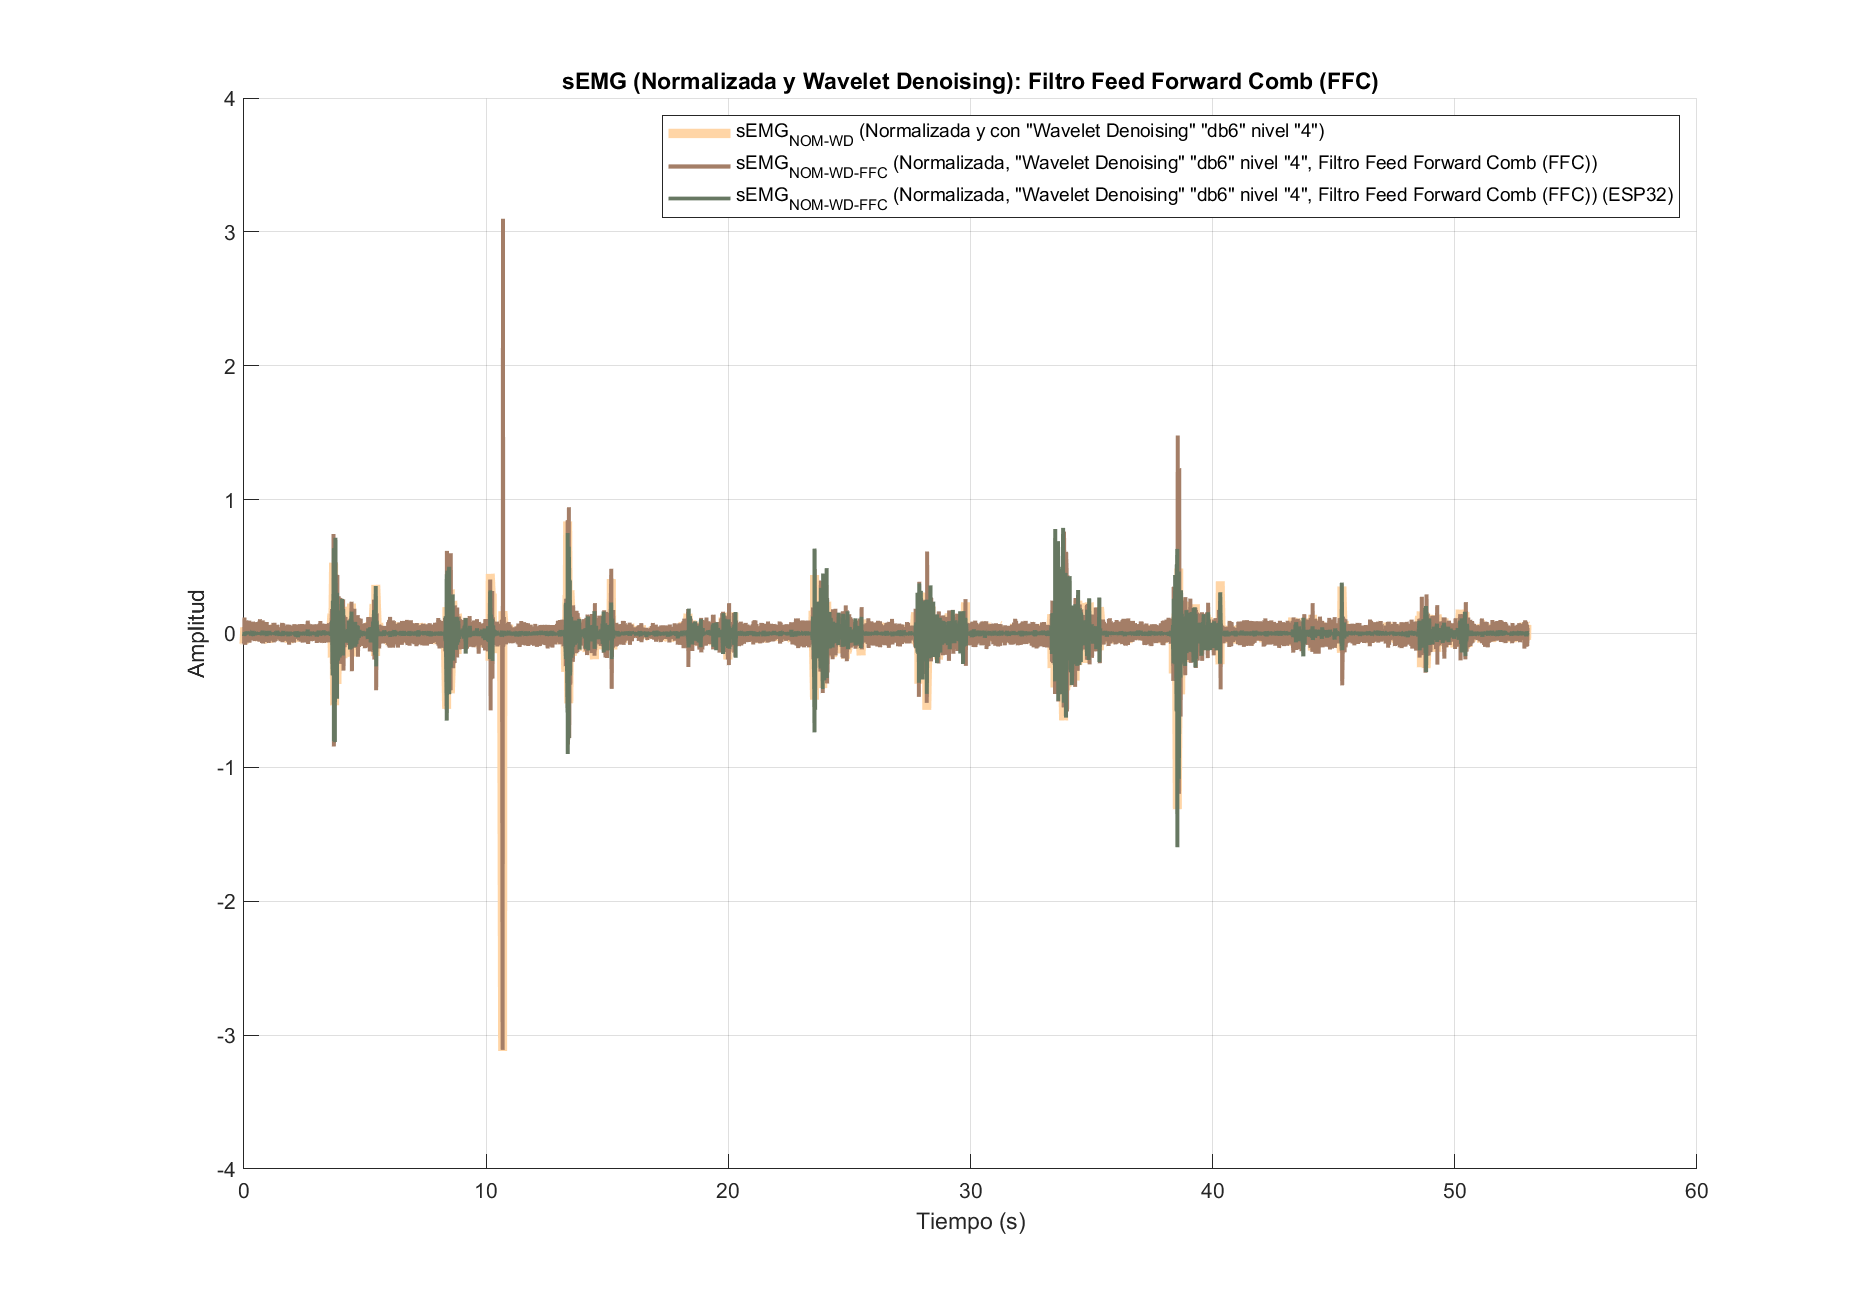 sEMG (Normalizada y Wavelet Denoising): Filtro Feed Forward Comb (FFC)
sEMG_NOM-WD (Normalizada y con "Wavelet Denoising" "db6" nivel "4")
sEMG_NOM-WD-FFC (Normalizada, "Wavelet Denoising" "db6" nivel "4", Filtro Feed Forward Comb (FFC))
sEMG_NOM-WD-FFC (Normalizada, "Wavelet Denoising" "db6" nivel "4", Filtro Feed Forward Comb (FFC)) (ESP32)
4
3
2
1
0
-1
-2
-3
-4
Amplitud
0 10 20 30 40 50 60
Tiempo (s)